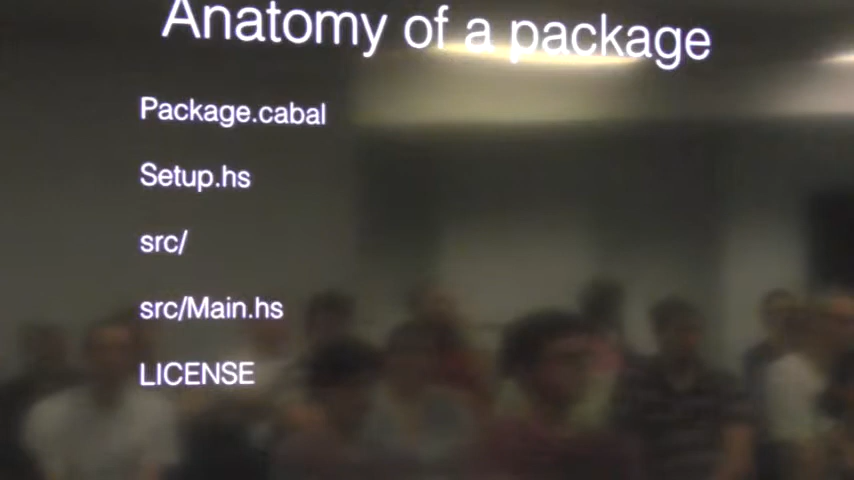 Anatomy of a package
Package.cabal
Setup.hs
src/
src/Main.hs
LICENSE